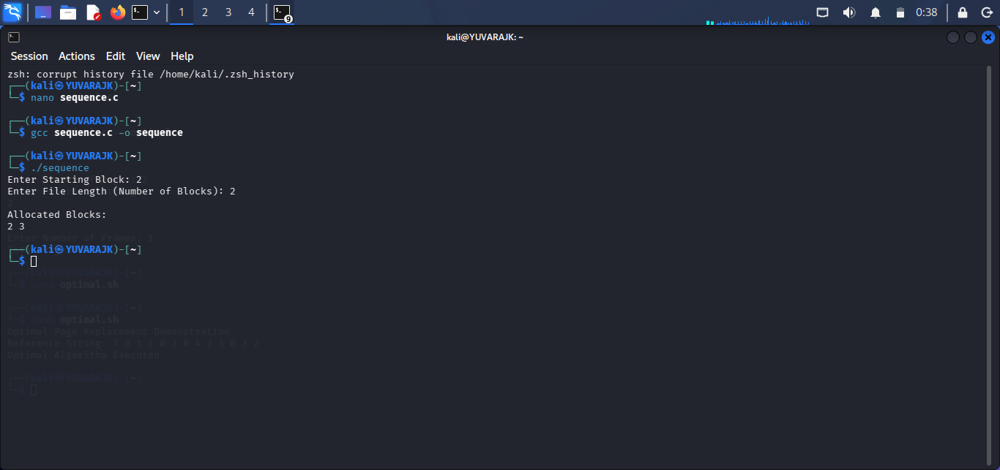 1 2 3 4 9 0:38
kali@YUVARAJK: ~
Session Actions Edit View Help
zsh: corrupt history file /home/kali/.zsh_history
┌──(kali㉿YUVARAJK)-[~]
└─$ nano sequence.c
┌──(kali㉿YUVARAJK)-[~]
└─$ gcc sequence.c -o sequence
┌──(kali㉿YUVARAJK)-[~]
└─$ ./sequence
Enter Starting Block: 2
Enter File Length (Number of Blocks): 2
Allocated Blocks:
2 3
Enter Number of Frames: 3
┌──(kali㉿YUVARAJK)-[~]
└─$
┌──(kali㉿YUVARAJK)-[~]
└─$ nano optimal.sh
┌──(kali㉿YUVARAJK)-[~]
└─$ bash optimal.sh
Optimal Page Replacement Demonstration
Reference String: 7 0 1 2 0 3 0 4 2 3 0 3 2
Optimal Algorithm Executed
┌──(kali㉿YUVARAJK)-[~]
└─$